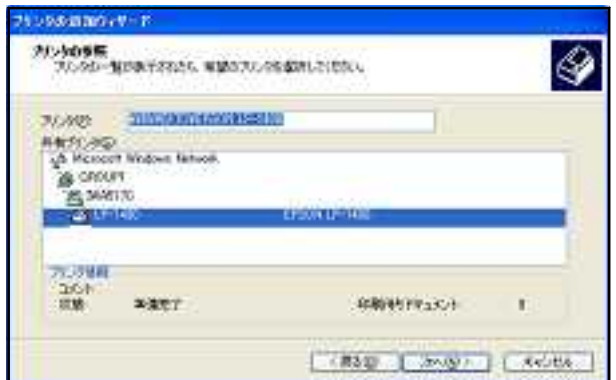 プリンタの追加ウィザード
プリンタの参照
プリンタの一覧が表示されたら、希望のプリンタを選択してください。
プリンタ(P):
共有プリンタ(S):
Microsoft Windows Network
GROUP1
LP-1400 EPSON LP-1400
プリンタ情報
コメント:
状態: 準備完了 印刷待ちドキュメント:
< 戻る(B) 次へ(N) > キャンセル